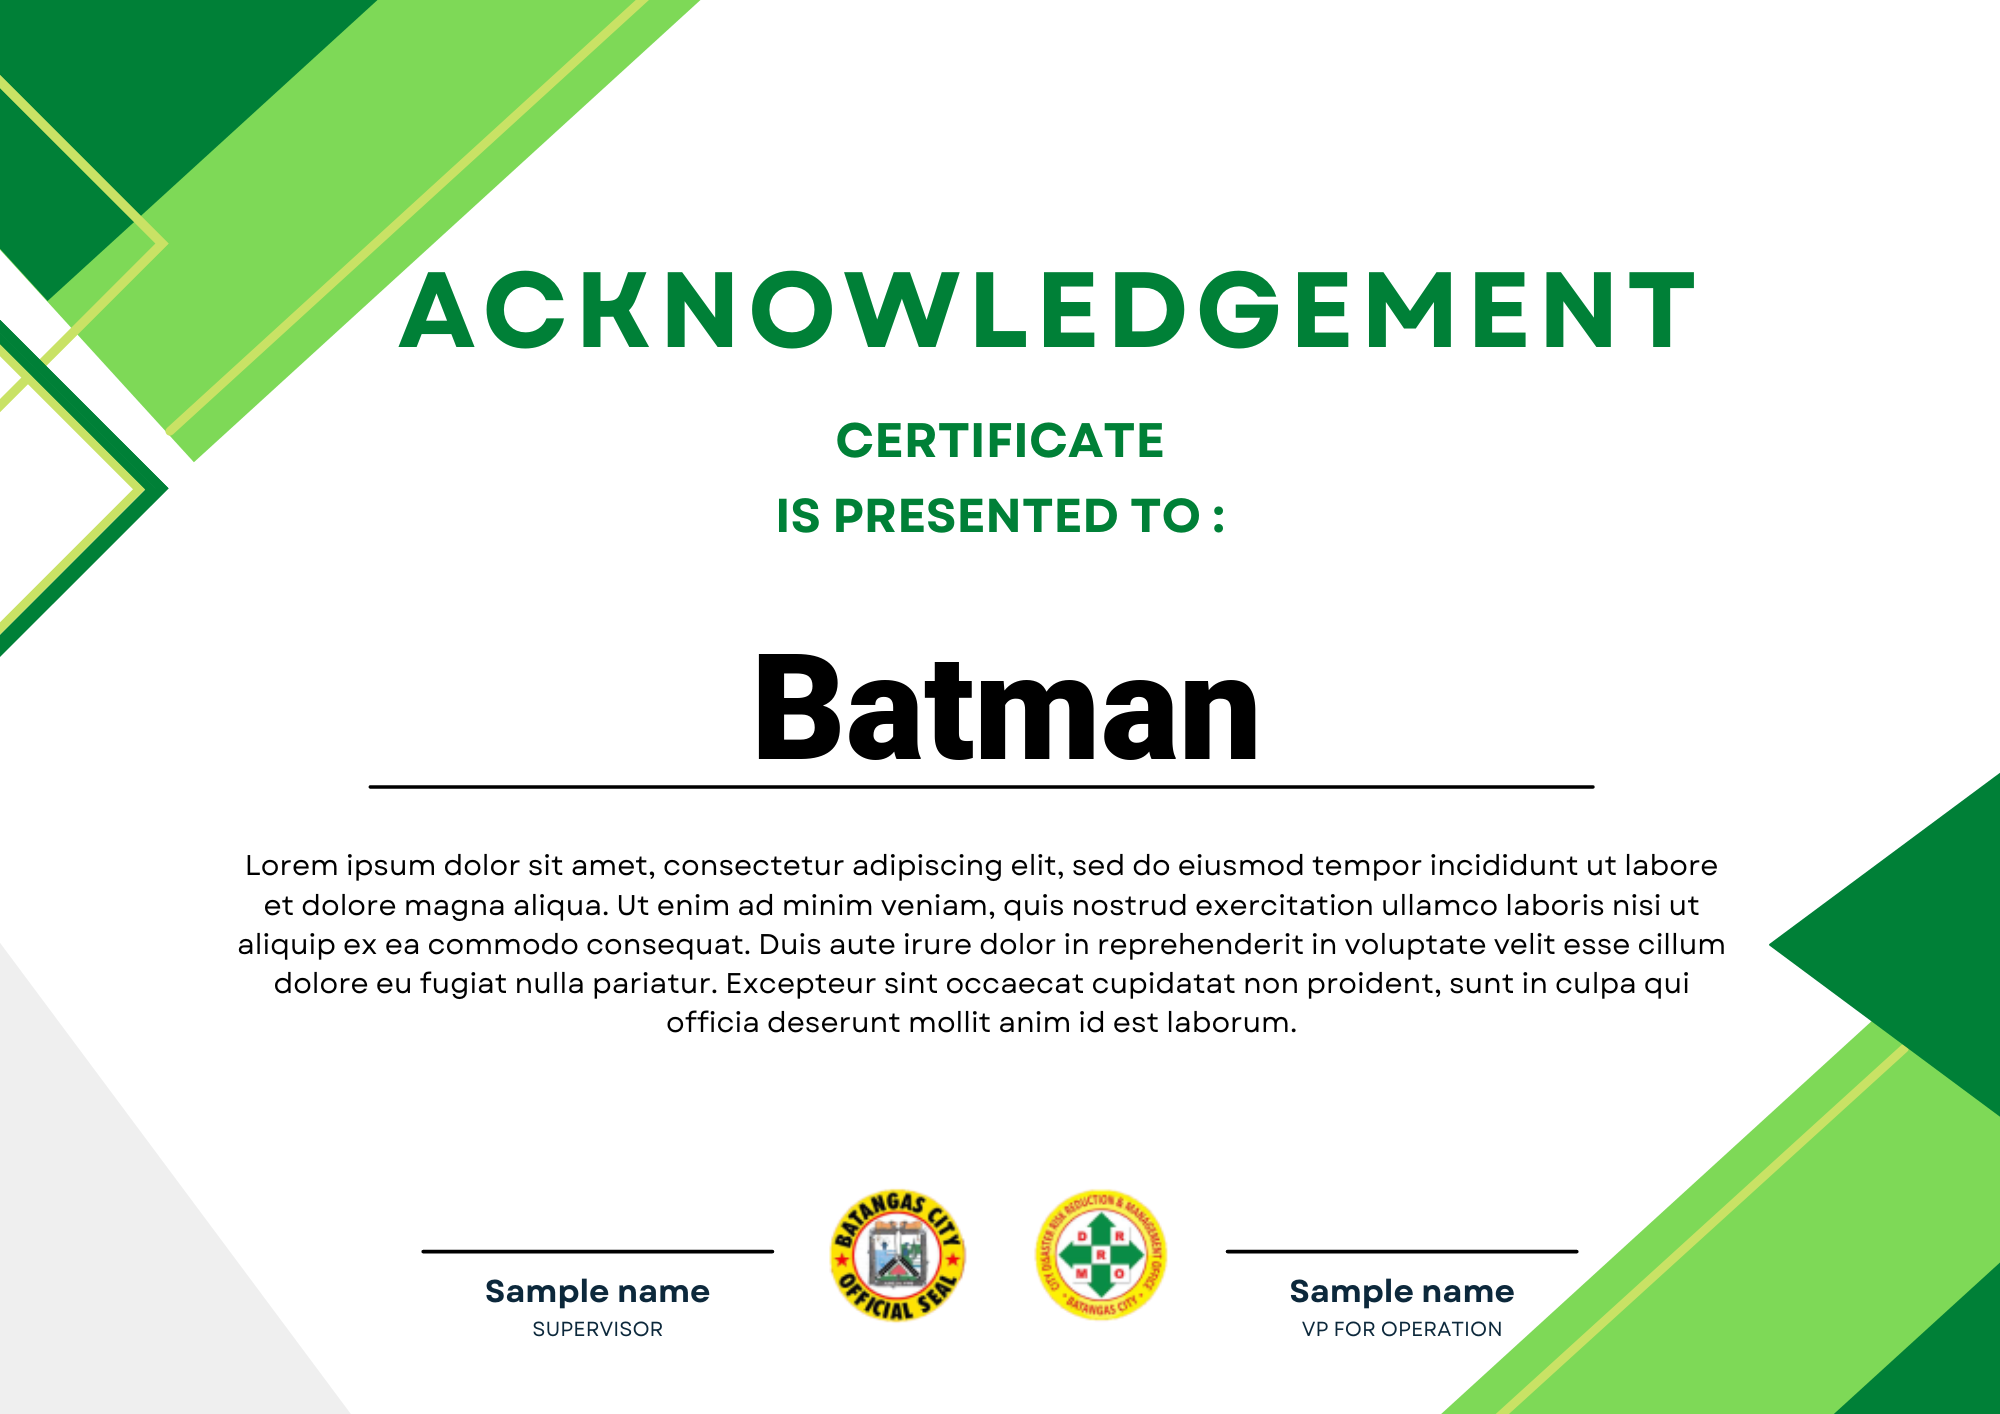 ACKNOWLEDGEMENT
CERTIFICATE
IS PRESENTED TO :
Batman
Lorem ipsum dolor sit amet, consectetur adipiscing elit, sed do eiusmod tempor incididunt ut labore
et dolore magna aliqua. Ut enim ad minim veniam, quis nostrud exercitation ullamco laboris nisi ut
aliquip ex ea commodo consequat. Duis aute irure dolor in reprehenderit in voluptate velit esse cillum
dolore eu fugiat nulla pariatur. Excepteur sint occaecat cupidatat non proident, sunt in culpa qui
officia deserunt mollit anim id est laborum.
BATANGAS CITY
OFFICIAL SEAL
CITY DISASTER RISK REDUCTION & MANAGEMENT OFFICE
D R
R
M O
BATANGAS CITY
Sample name
SUPERVISOR
Sample name
VP FOR OPERATION